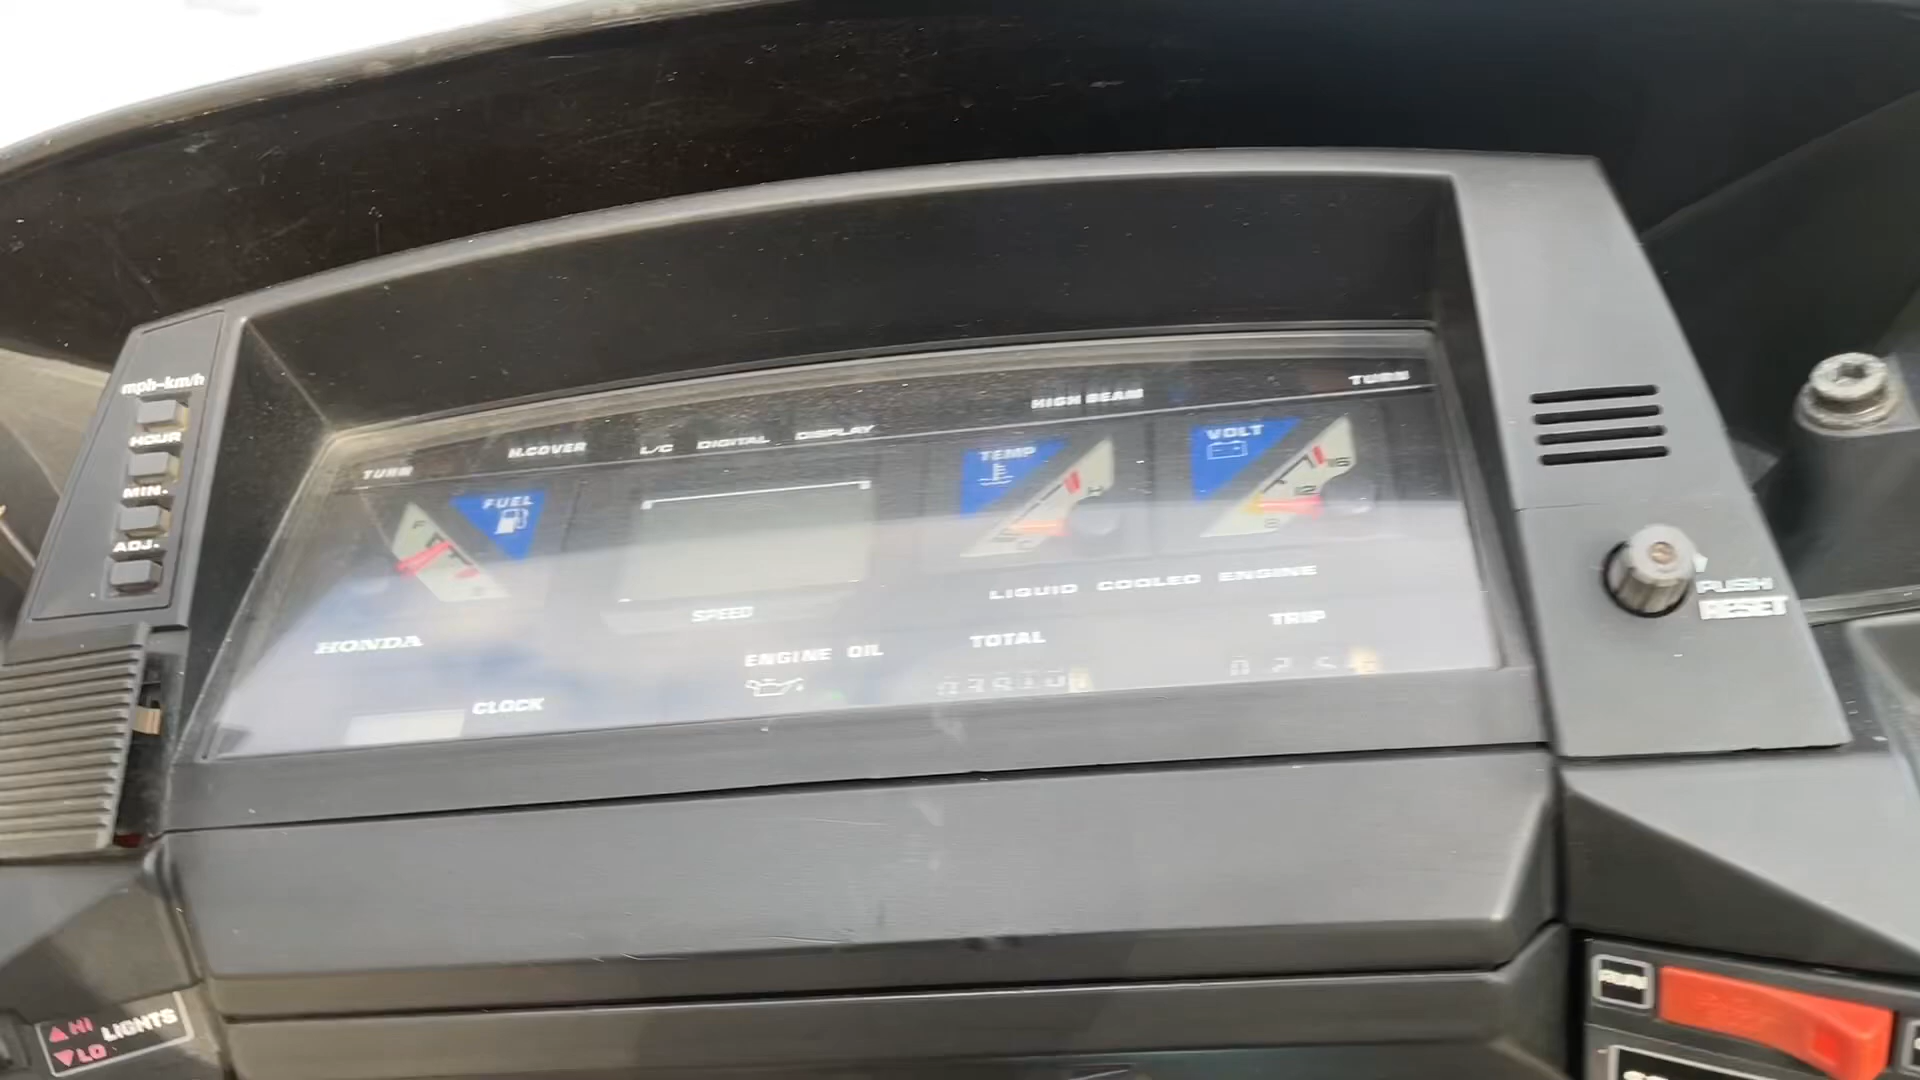 mph-km/h
HOUR
MIN.
ADJ.
TURN
H.COVER
L/C DIGITAL DISPLAY
HIGH BEAM
TURN
FUEL
F
TEMP
H
C
VOLT
16
12
8
SPEED
LIQUID COOLED ENGINE
HONDA
ENGINE OIL
TOTAL
TRIP
CLOCK
PUSH
RESET
HI
LO
LIGHTS